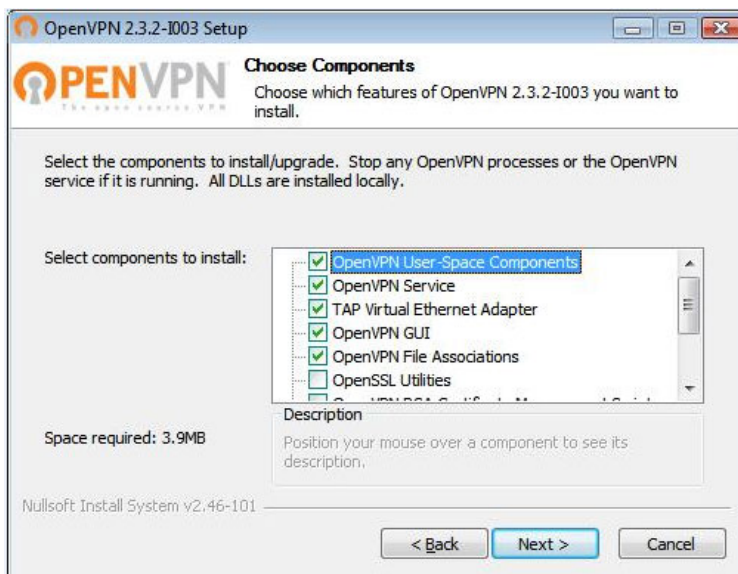 OpenVPN 2.3.2-I003 Setup
OPENVPN
The open source VPN
Choose Components
Choose which features of OpenVPN 2.3.2-I003 you want to
install.
Select the components to install/upgrade. Stop any OpenVPN processes or the OpenVPN
service if it is running. All DLLs are installed locally.
Select components to install:
OpenVPN User-Space Components
OpenVPN Service
TAP Virtual Ethernet Adapter
OpenVPN GUI
OpenVPN File Associations
OpenSSL Utilities
Space required: 3.9MB
Description
Position your mouse over a component to see its
description.
Nullsoft Install System v2.46-101
< Back
Next >
Cancel